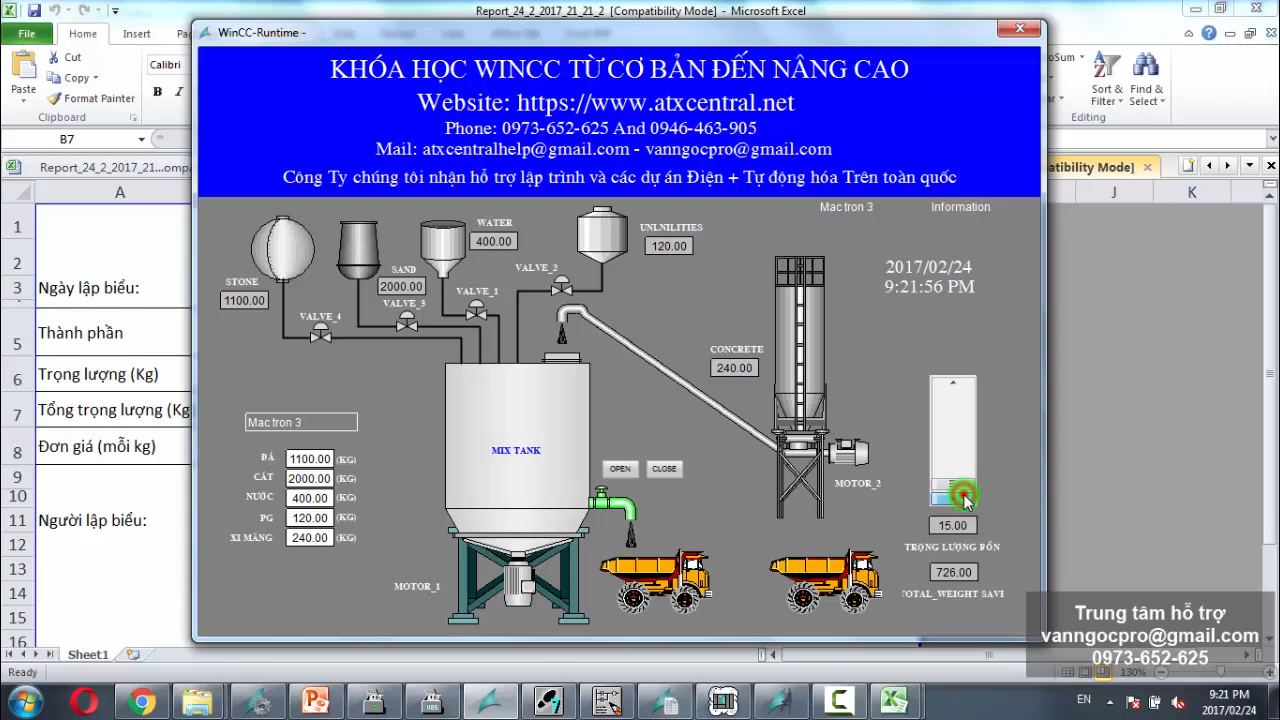 Report_24_2_2017_21_21_2 [Compatibility Mode] - Microsoft Excel
File
Home
Insert
Cut
Copy
Format Painter
Paste
Clipboard
Calibri
B
I
Sum
Sort & Filter
Find & Select
Editing
B7
Report_24_2_2017_21...ompa
atibility Mode]
A
J
K
1
2
3
5
6
7
8
9
10
11
12
13
14
15
16
Ngày lập biểu:
Thành phần
Trọng lượng (Kg)
Tổng trọng lượng (Kg
Đơn giá (mỗi kg)
Người lập biểu:
WinCC-Runtime -
KHÓA HỌC WINCC TỪ CƠ BẢN ĐẾN NÂNG CAO
Website: https://www.atxcentral.net
Phone: 0973-652-625 And 0946-463-905
Mail: atxcentralhelp@gmail.com - vanngocpro@gmail.com
Công Ty chúng tôi nhận hỗ trợ lập trình và các dự án Điện + Tự động hóa Trên toàn quốc
Mac tron 3
Information
2017/02/24
9:21:56 PM
STONE
1100.00
SAND
2000.00
WATER
400.00
UNLNILITIES
120.00
VALVE_4
VALVE_3
VALVE_1
VALVE_2
CONCRETE
240.00
MIX TANK
Mac tron 3
ĐÁ 1100.00 (KG)
CÁT 2000.00 (KG)
NƯỚC 400.00 (KG)
PG 120.00 (KG)
XI MĂNG 240.00 (KG)
OPEN
CLOSE
MOTOR_1
MOTOR_2
15.00
TRỌNG LƯỢNG BỒN
726.00
TOTAL_WEIGHT SAVE
Trung tâm hỗ trợ
vanngocpro@gmail.com
0973-652-625
Sheet1
Ready
130%
EN
9:21 PM
2017/02/24